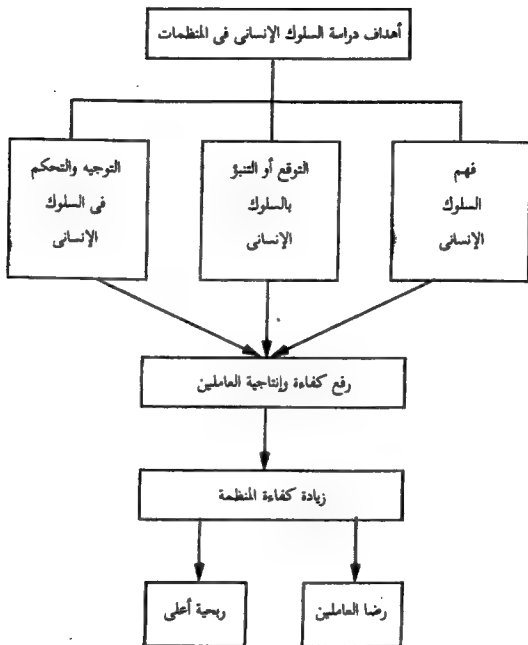 أهداف دراسة السلوك الإنسانى فى المنظمات
فهم
السلوك
الإنسانى
التوقع أو التنبؤ
بالسلوك
الإنسانى
التوجيه والتحكم
فى السلوك
الإنسانى
رفع كفاءة وإنتاجية العاملين
زيادة كفاءة المنظمة
رضا العاملين
ربحية أعلى